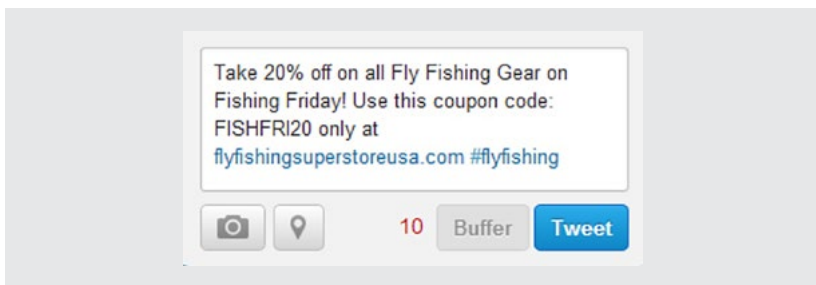 Take 20% off on all Fly Fishing Gear on
Fishing Friday! Use this coupon code:
FISHFRI20 only at
flyfishingsuperstoreusa.com #flyfishing
10 Buffer Tweet